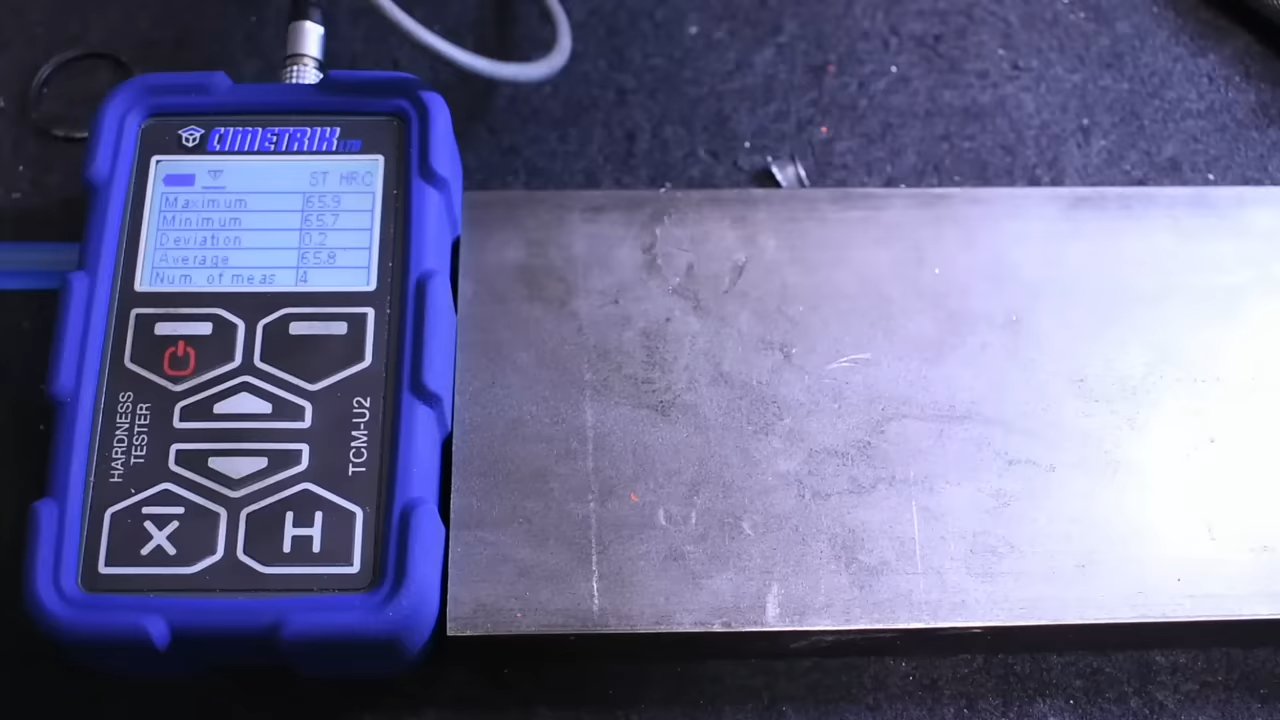 CIMETRIK LTD
ST HRC
Maximum 65.9
Minimum 65.7
Deviation 0.2
Average 65.8
Num. of meas 4
HARDNESS
TESTER
TCM-U2
X
H